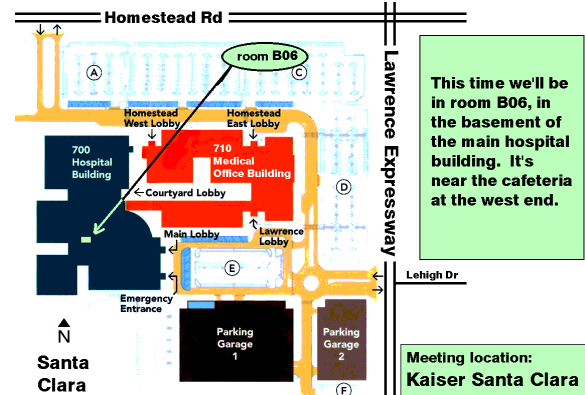 Homestead Rd
room B06
A
C
Homestead
West Lobby
Homestead
East Lobby
700
Hospital
Building
710
Medical
Office Building
Courtyard Lobby
D
Main Lobby
Lawrence
Lobby
E
Emergency
Entrance
Parking
Garage
1
Parking
Garage
2
F
N
Santa
Clara
Lawrence Expressway
Lehigh Dr
This time we'll be
in room B06, in
the basement of
the main hospital
building. It's
near the cafeteria
at the west end.
Meeting location:
Kaiser Santa Clara